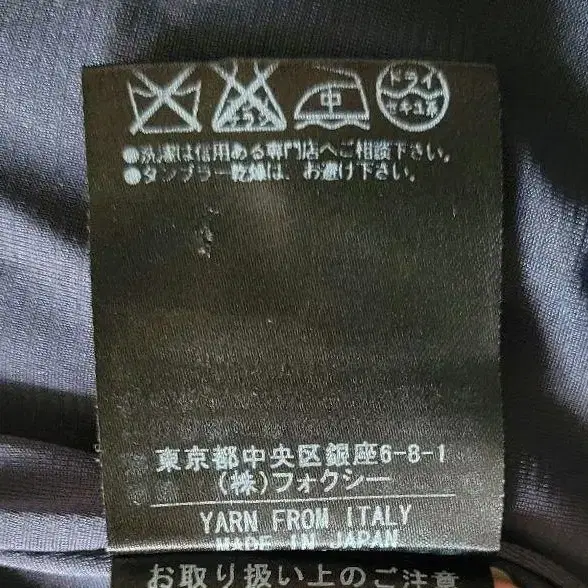 エンソ
中
ドライ
セキユ系
●洗濯は信用ある専門店へご相談下さい。
●タンブラー乾燥は、お避け下さい。
東京都中央区銀座6-8-1
(株)フォクシー
YARN FROM ITALY
MADE IN JAPAN
お取り扱い上のご注意